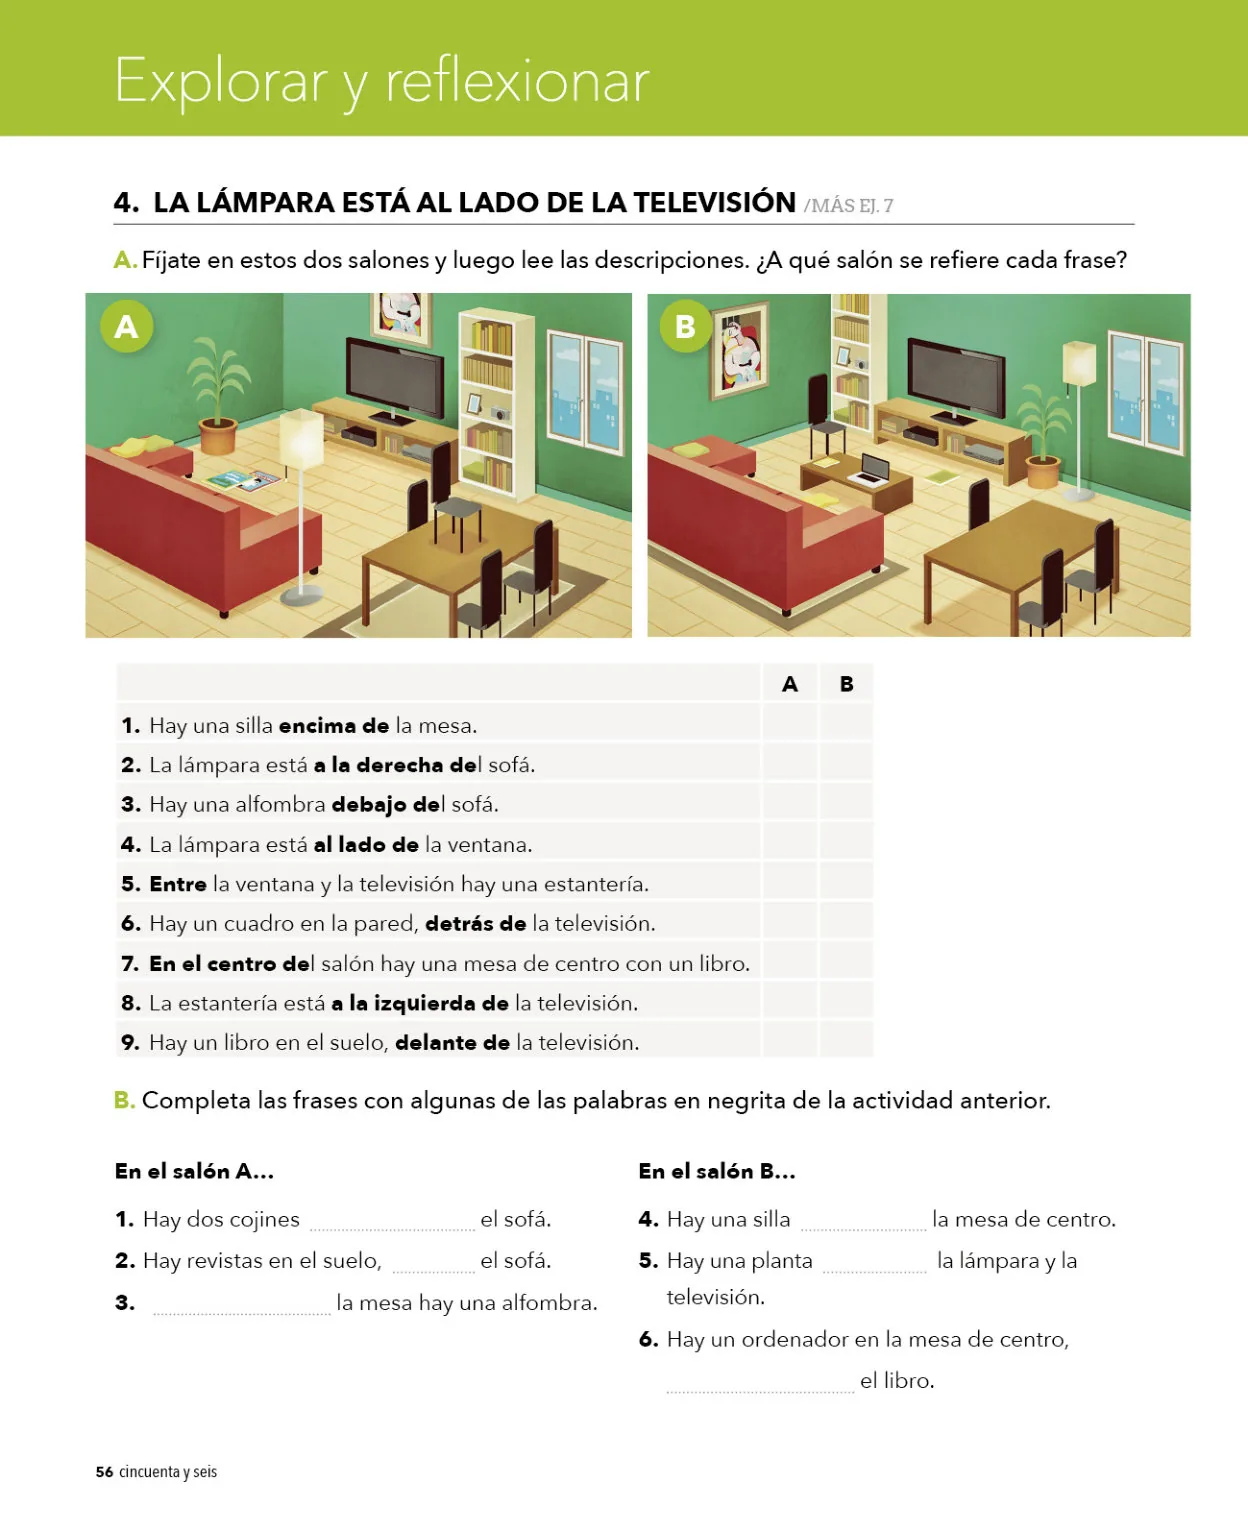 Explorar y reflexionar
4. LA LÁMPARA ESTÁ AL LADO DE LA TELEVISIÓN /MÁS EJ. 7
A. Fíjate en estos dos salones y luego lee las descripciones. ¿A qué salón se refiere cada frase?
A
B
A B
1. Hay una silla encima de la mesa.
2. La lámpara está a la derecha del sofá.
3. Hay una alfombra debajo del sofá.
4. La lámpara está al lado de la ventana.
5. Entre la ventana y la televisión hay una estantería.
6. Hay un cuadro en la pared, detrás de la televisión.
7. En el centro del salón hay una mesa de centro con un libro.
8. La estantería está a la izquierda de la televisión.
9. Hay un libro en el suelo, delante de la televisión.
B. Completa las frases con algunas de las palabras en negrita de la actividad anterior.
En el salón A…
1. Hay dos cojines ........................ el sofá.
2. Hay revistas en el suelo, ............ el sofá.
3. ........................ la mesa hay una alfombra.
En el salón B…
4. Hay una silla .................. la mesa de centro.
5. Hay una planta ............... la lámpara y la
televisión.
6. Hay un ordenador en la mesa de centro,
........................ el libro.
56 cincuenta y seis